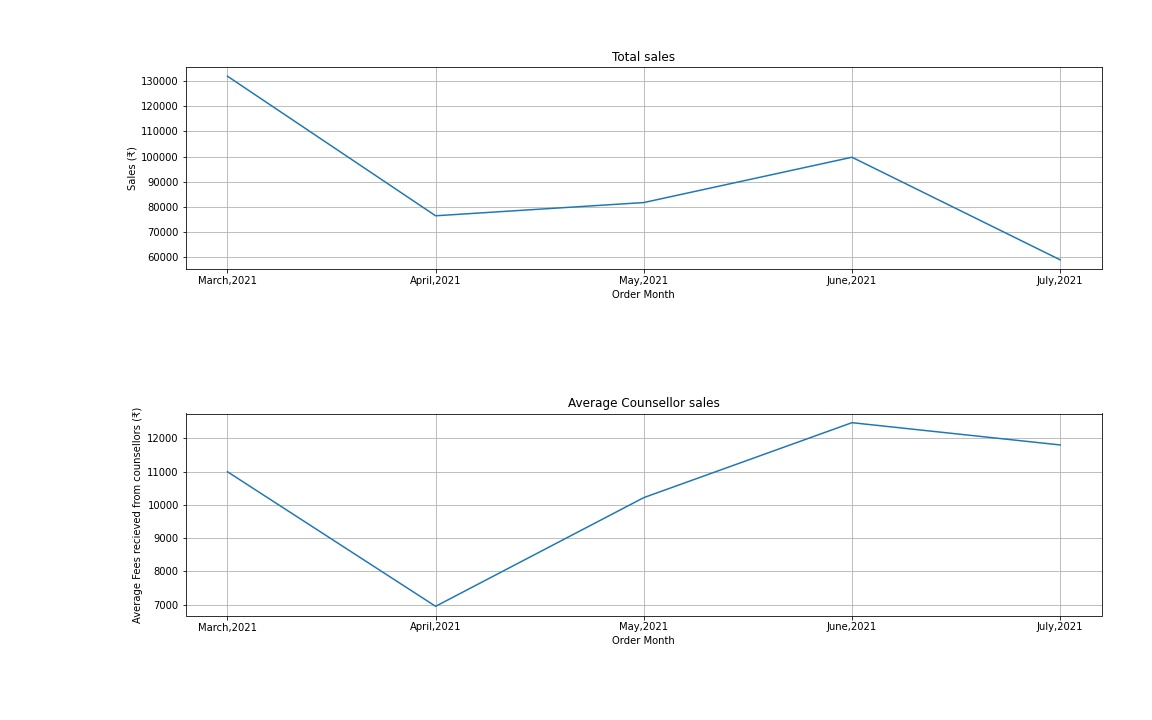 Total sales
130000
120000
110000
100000
90000
80000
70000
60000
Sales (₹)
March,2021 April,2021 May,2021 June,2021 July,2021
Order Month
Average Counsellor sales
12000
11000
10000
9000
8000
7000
Average Fees recieved from counsellors (₹)
March,2021 April,2021 May,2021 June,2021 July,2021
Order Month